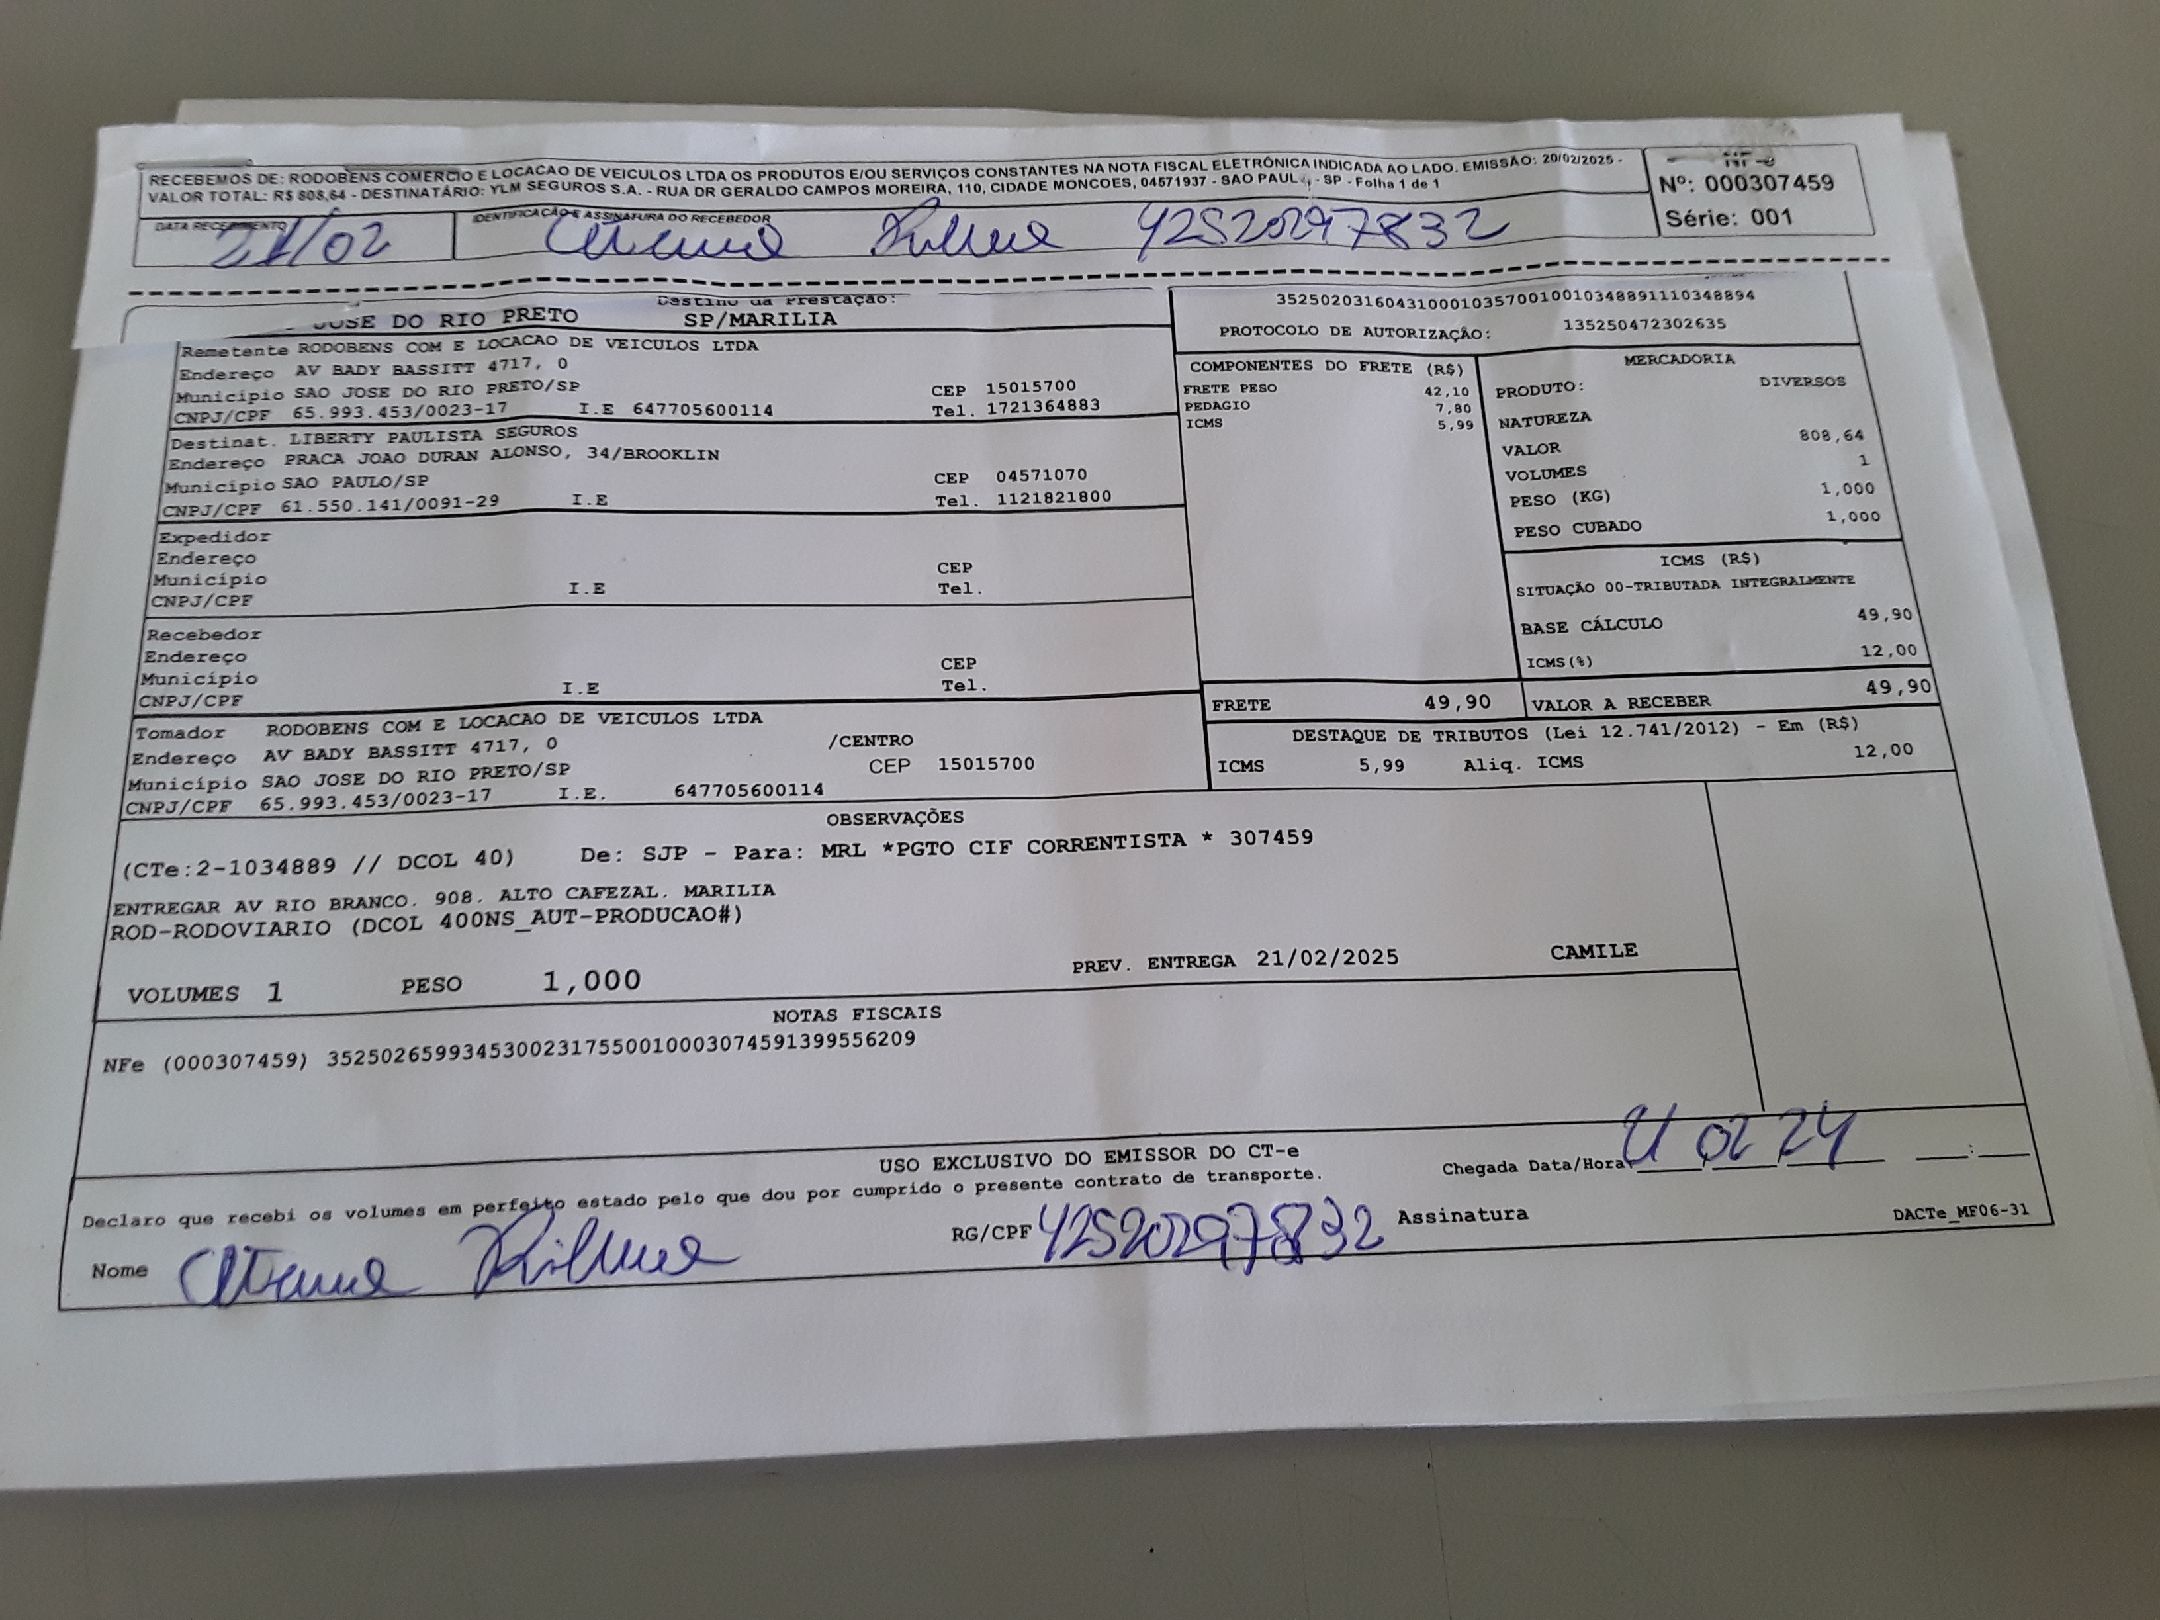 RECEBEMOS DE: RODOBENS COMERCIO E LOCACAO DE VEICULOS LTDA OS PRODUTOS E/OU SERVIÇOS CONSTANTES NA NOTA FISCAL ELETRÔNICA INDICADA AO LADO. EMISSÃO: 20/02/2025 -
VALOR TOTAL: R$ 808,64 - DESTINATÁRIO: YLM SEGUROS S.A. - RUA DR GERALDO CAMPOS MOREIRA, 110, CIDADE MONCOES, 04571937 - SAO PAUL - SP - Folha 1 de 1
Nº: 000307459
Série: 001
DATA RECEBIMENTO
IDENTIFICAÇÃO E ASSINATURA DO RECEBEDOR
21/02 42520297832
Destino da Prestação:
JOSE DO RIO PRETO SP/MARILIA
35250203160431000103570010010348891110348894
PROTOCOLO DE AUTORIZAÇÃO: 135250472302635
Remetente RODOBENS COM E LOCACAO DE VEICULOS LTDA
Endereço AV BADY BASSITT 4717, 0
Município SAO JOSE DO RIO PRETO/SP CEP 15015700
CNPJ/CPF 65.993.453/0023-17 I.E 647705600114 Tel. 1721364883
Destinat. LIBERTY PAULISTA SEGUROS
Endereço PRACA JOAO DURAN ALONSO, 34/BROOKLIN
Município SAO PAULO/SP CEP 04571070
CNPJ/CPF 61.550.141/0091-29 I.E Tel. 1121821800
Expedidor
Endereço
Município CEP
CNPJ/CPF I.E Tel.
Recebedor
Endereço
Município CEP
CNPJ/CPF I.E Tel.
Tomador RODOBENS COM E LOCACAO DE VEICULOS LTDA
Endereço AV BADY BASSITT 4717, 0 /CENTRO
Município SAO JOSE DO RIO PRETO/SP CEP 15015700
CNPJ/CPF 65.993.453/0023-17 I.E. 647705600114
COMPONENTES DO FRETE (R$)
FRETE PESO 42,10
PEDAGIO 7,80
ICMS 5,99
MERCADORIA
PRODUTO: DIVERSOS
NATUREZA
VALOR 808,64
VOLUMES 1
PESO (KG) 1,000
PESO CUBADO 1,000
ICMS (R$)
SITUAÇÃO 00-TRIBUTADA INTEGRALMENTE
BASE CÁLCULO 49,90
ICMS(%) 12,00
FRETE 49,90 VALOR A RECEBER 49,90
DESTAQUE DE TRIBUTOS (Lei 12.741/2012) - Em (R$)
ICMS 5,99 Aliq. ICMS 12,00
OBSERVAÇÕES
(CTe:2-1034889 // DCOL 40) De: SJP - Para: MRL *PGTO CIF CORRENTISTA * 307459
ENTREGAR AV RIO BRANCO, 908, ALTO CAFEZAL, MARILIA
ROD-RODOVIARIO (DCOL 400NS_AUT-PRODUCAO#)
VOLUMES 1 PESO 1,000 PREV. ENTREGA 21/02/2025 CAMILE
NOTAS FISCAIS
NFe (000307459) 35250265993453002317550010003074591399556209
USO EXCLUSIVO DO EMISSOR DO CT-e
Declaro que recebi os volumes em perfeito estado pelo que dou por cumprido o presente contrato de transporte.
Chegada Data/Hora 02 24 :
Nome RG/CPF 42520297832 Assinatura
DACTe_MF06-31